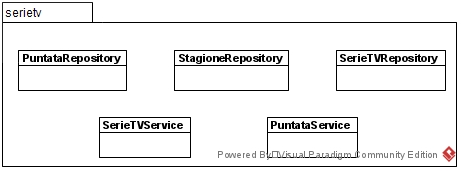 serietv
PuntataRepository StagioneRepository SerieTVRepository
SerieTVService PuntataService
Powered By Visual Paradigm Community Edition